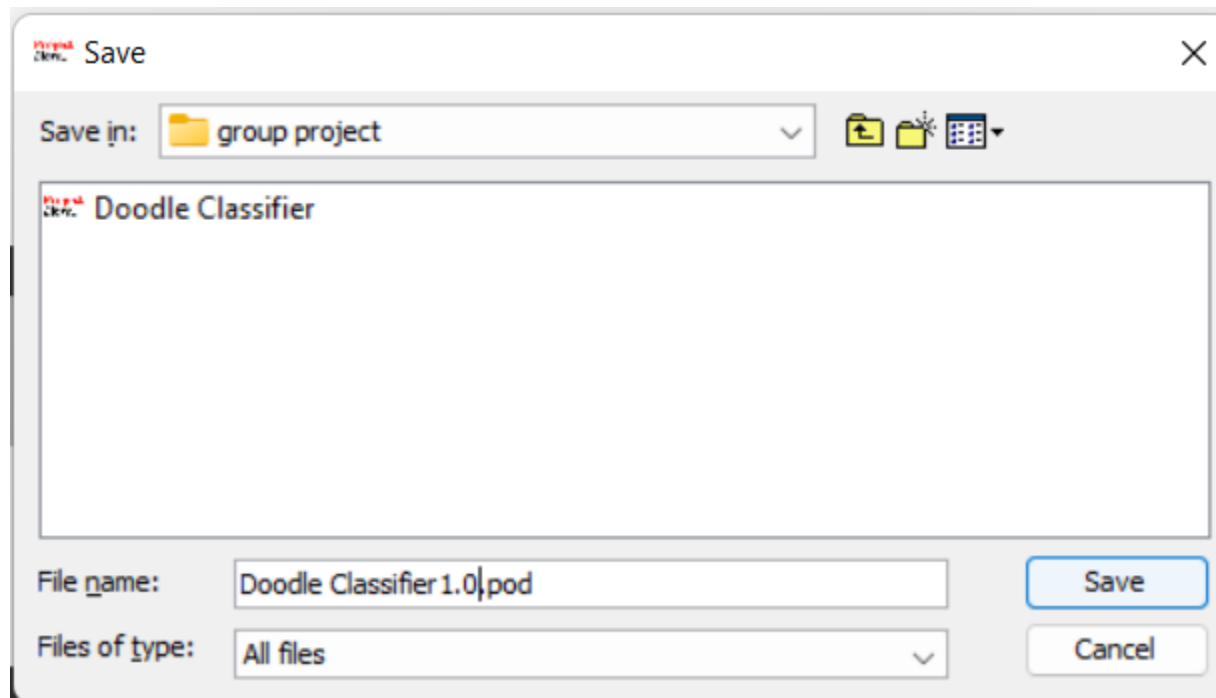 Save
Save in: group project
Doodle Classifier
File name: Doodle Classifier 1.0.pod Save
Files of type: All files Cancel